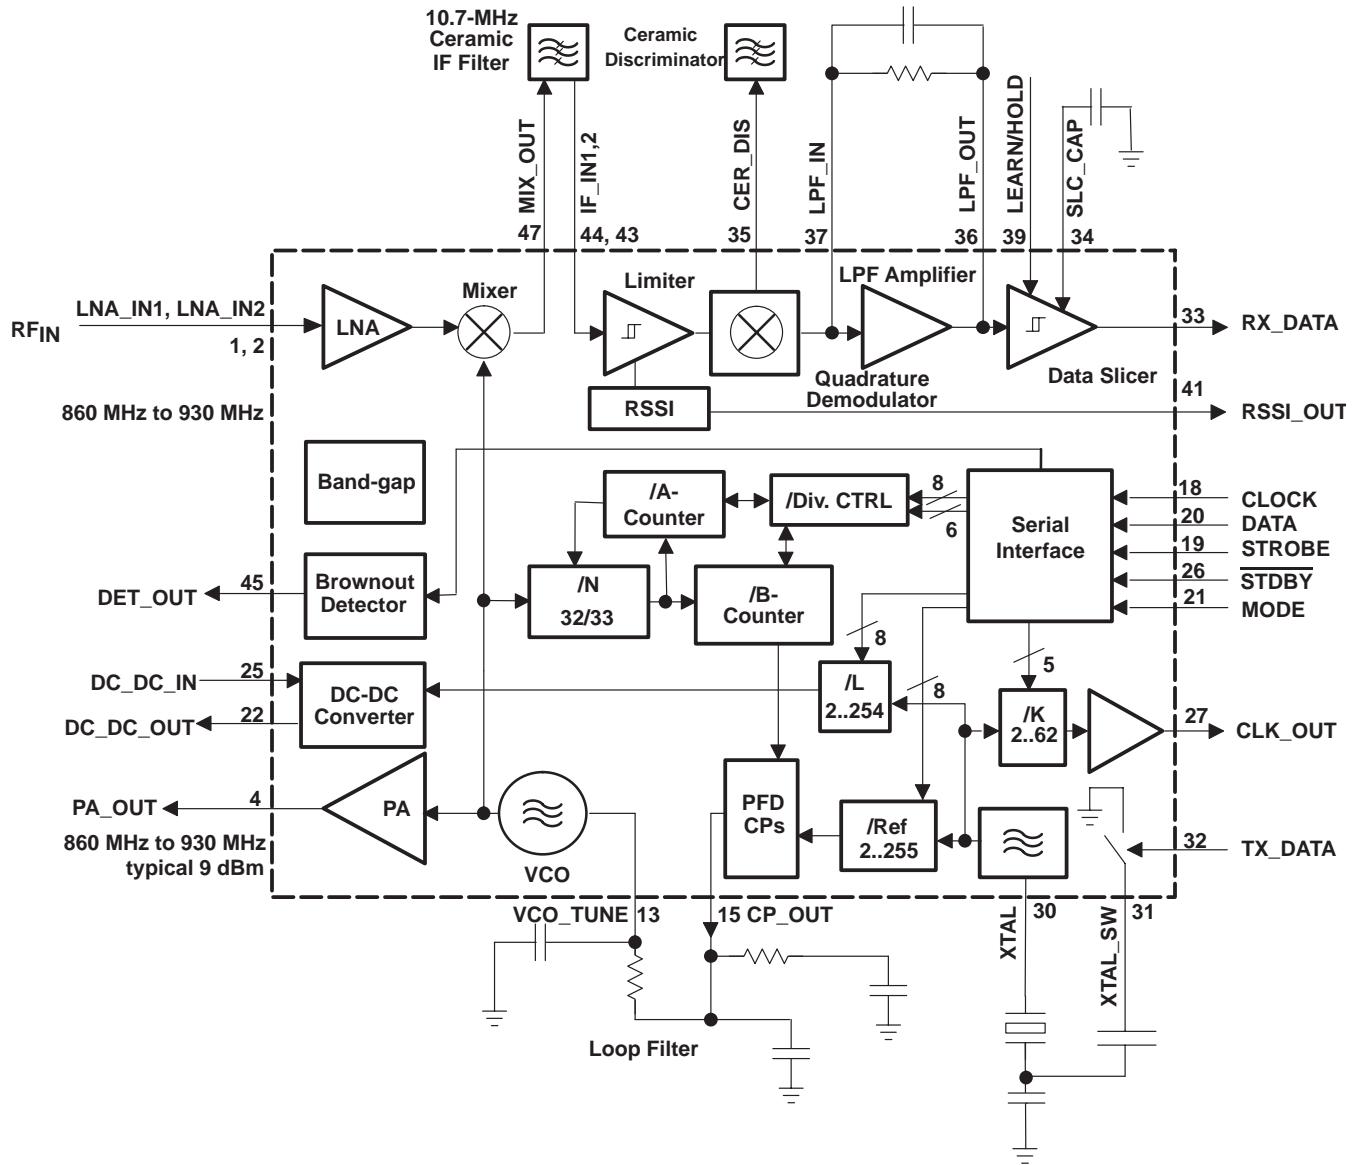 10.7-MHz
Ceramic
IF Filter
Ceramic
Discriminator
MIX_OUT
IF_IN1,2
CER_DIS
LPF_IN
LPF_OUT
LEARN/HOLD
SLC_CAP
47
44, 43
35
37
36
39
34
LNA_IN1, LNA_IN2
RFIN
1, 2
860 MHz to 930 MHz
LNA
Mixer
Limiter
LPF Amplifier
Quadrature
Demodulator
Data Slicer
33
RX_DATA
RSSI
41
RSSI_OUT
Band-gap
/A-
Counter
/Div. CTRL
8
6
Serial
Interface
18
CLOCK
20
DATA
19
STROBE
26
STDBY
21
MODE
DET_OUT
45
Brownout
Detector
/N
32/33
/B-
Counter
8
5
8
DC_DC_IN
25
DC_DC_OUT
22
DC-DC
Converter
/L
2..254
/K
2..62
27
CLK_OUT
PA_OUT
4
860 MHz to 930 MHz
typical 9 dBm
PA
VCO
PFD
CPs
/Ref
2..255
32
TX_DATA
VCO_TUNE 13
15 CP_OUT
30
31
XTAL
XTAL_SW
Loop Filter